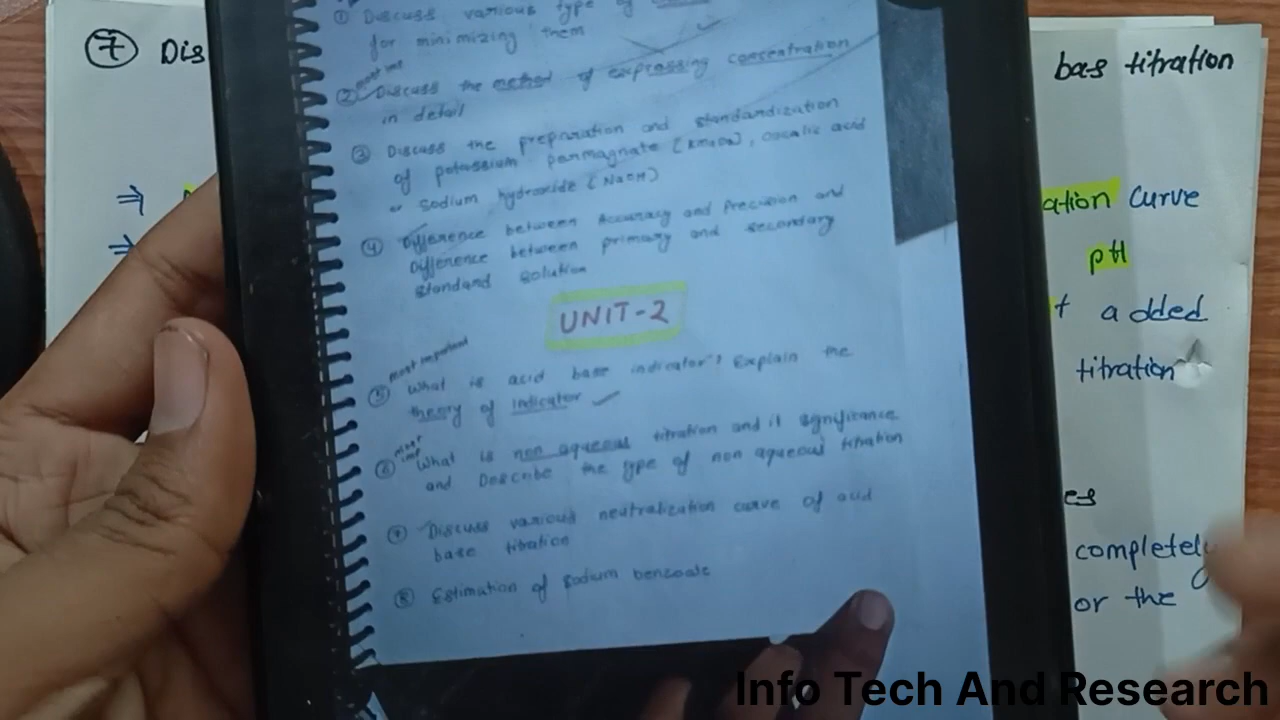 ⑦ Dis
bas titration
⇒
ation Curve
⇒
pH
t added
titration
es
completely
or the
① Discuss various type of
for minimizing them
most imp
② Discuss the method of expressing concentration
in detail
③ Discuss the preparation and standardization
of potassium permagnate (KMnO4), oxcalic acid
or Sodium hydroxide (NaOH)
④ Difference between Accuracy and Precision and
Difference between primary and secondary
standard solution
UNIT-2
most important
⑤ What is acid base indicator? Explain the
theory of Indicator
most imp
⑥ What is non aqueous titration and it significance
and Describe the type of non aqueous titration
⑦ Discuss various neutralization curve of acid
base titration
⑧ Estimation of Sodium benzoate
Info Tech And Research